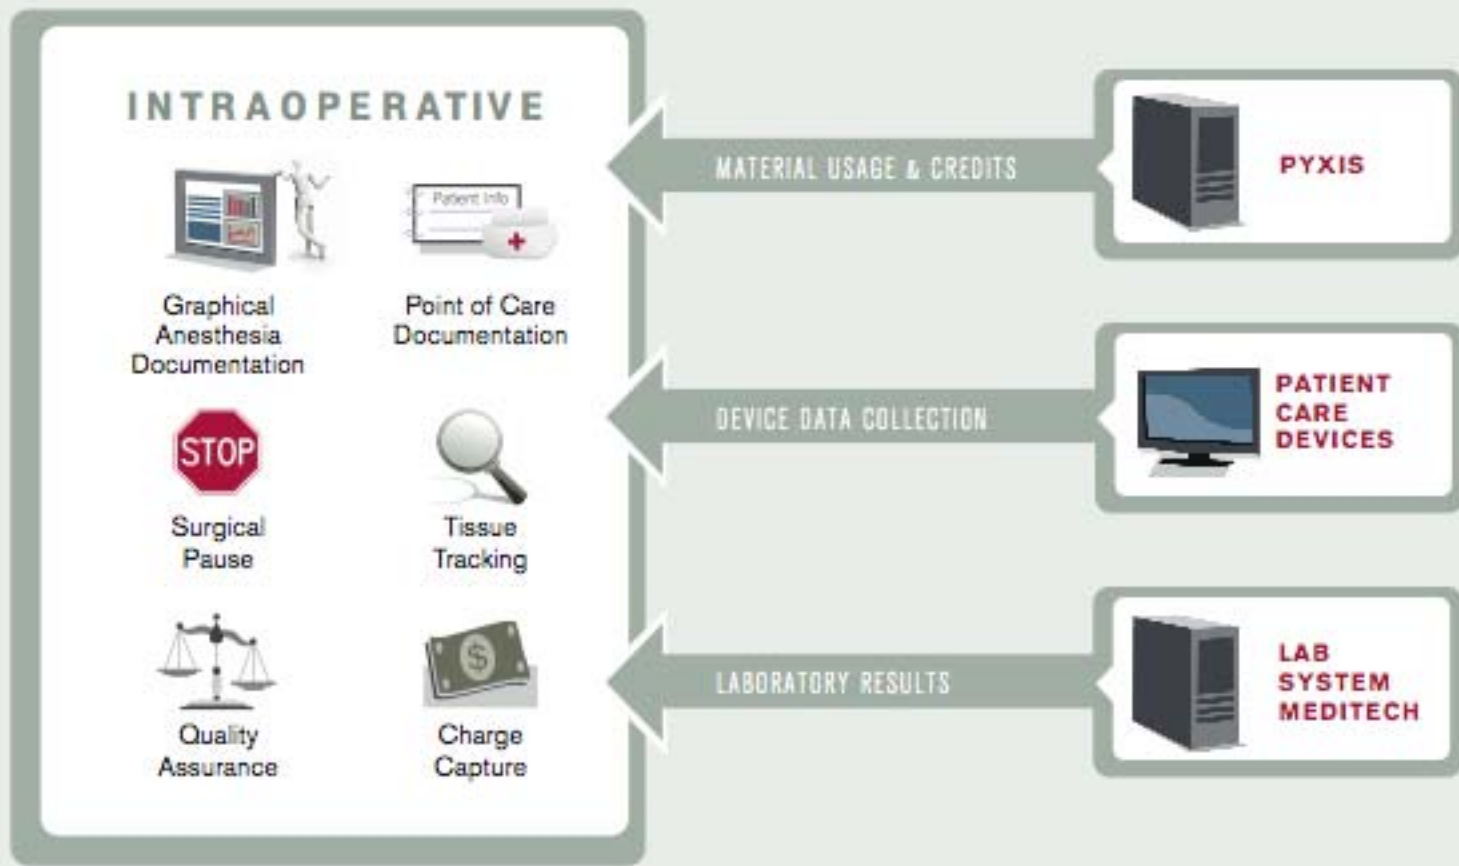 INTRAOPERATIVE
Patient Info
Graphical
Anesthesia
Documentation
Point of Care
Documentation
STOP
Surgical
Pause
Tissue
Tracking
$
Quality
Assurance
Charge
Capture
MATERIAL USAGE & CREDITS
PYXIS
DEVICE DATA COLLECTION
PATIENT
CARE
DEVICES
LABORATORY RESULTS
LAB
SYSTEM
MEDITECH